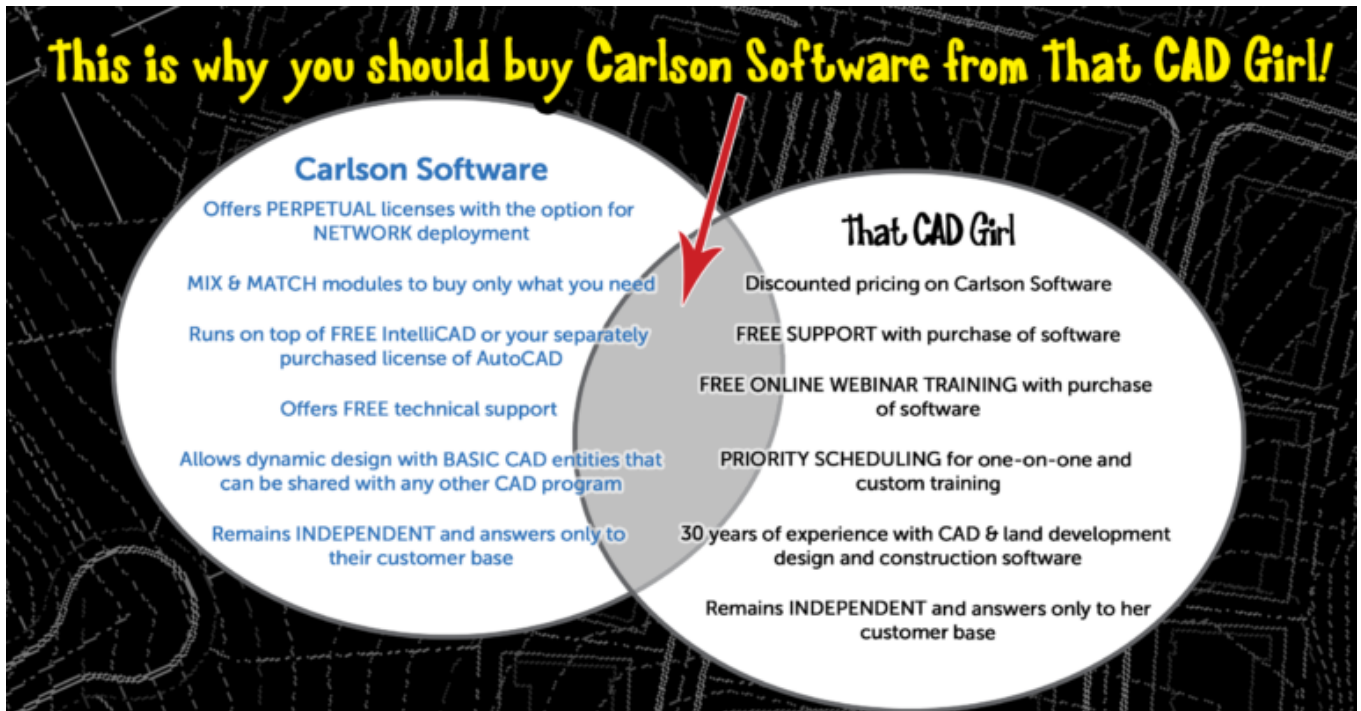 This is why you should buy Carlson Software from That CAD Girl!
Carlson Software
Offers PERPETUAL licenses with the option for
NETWORK deployment
MIX & MATCH modules to buy only what you need
Runs on top of FREE IntelliCAD or your separately
purchased license of AutoCAD
Offers FREE technical support
Allows dynamic design with BASIC CAD entities that
can be shared with any other CAD program
Remains INDEPENDENT and answers only to
their customer base
That CAD Girl
Discounted pricing on Carlson Software
FREE SUPPORT with purchase of software
FREE ONLINE WEBINAR TRAINING with purchase
of software
PRIORITY SCHEDULING for one-on-one and
custom training
30 years of experience with CAD & land development
design and construction software
Remains INDEPENDENT and answers only to her
customer base